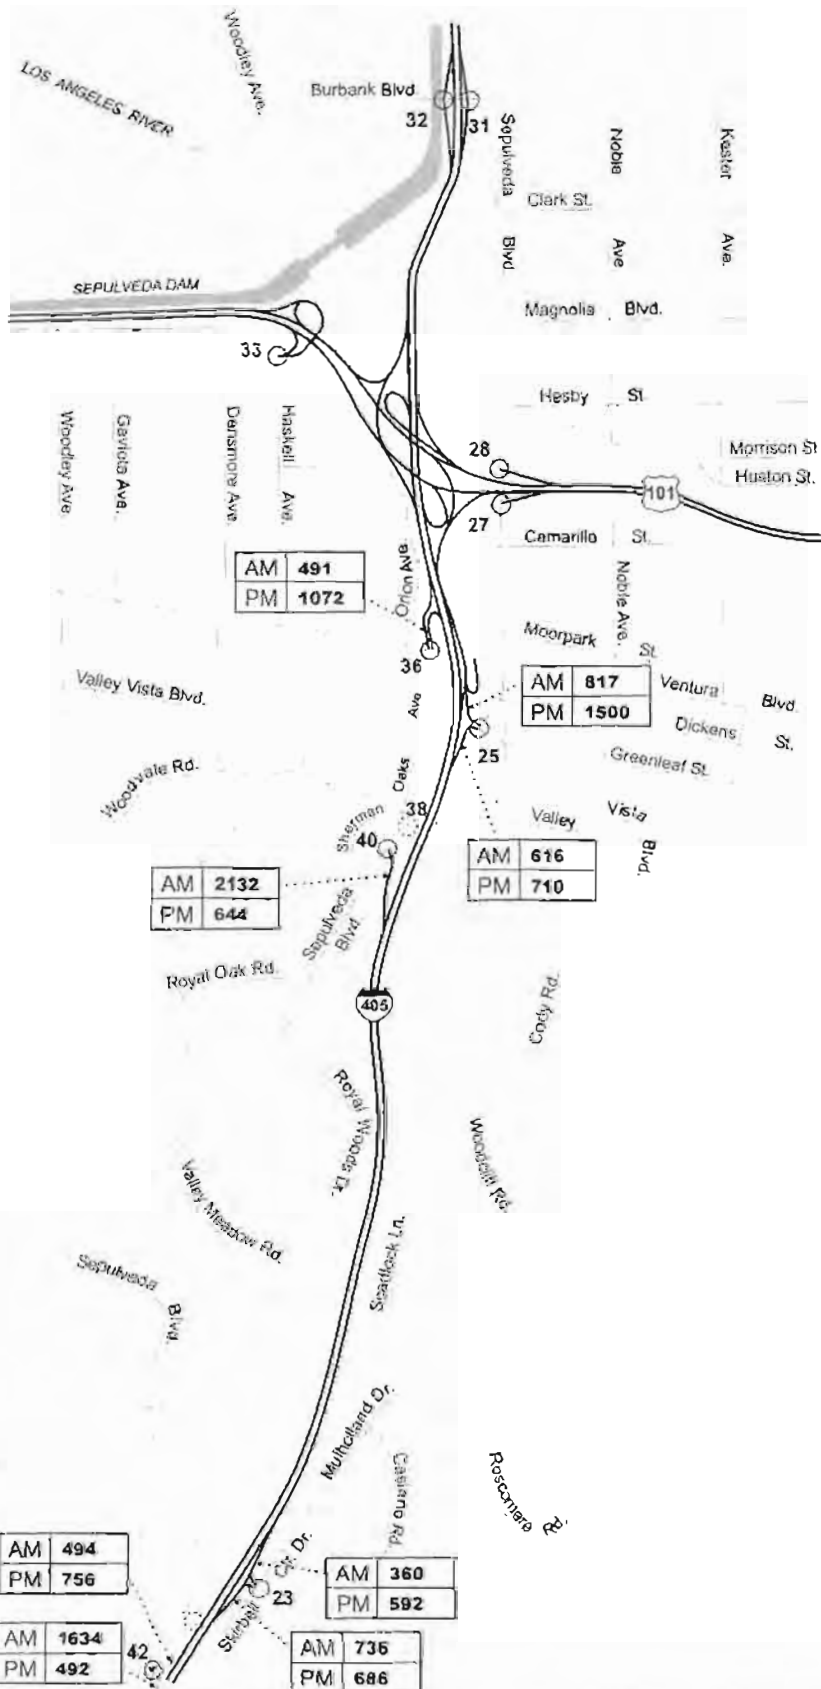 Woodley Ave.
LOS ANGELES RIVER
Burbank Blvd
32
31
Sepulveda Blvd
Noble Ave
Kester Ave.
Clark St.
SEPULVEDA DAM
Magnolia Blvd.
33
Hesby St
Woodley Ave.
Gaviota Ave.
Densmore Ave.
Haskell Ave.
28
Morrison St
Huston St.
101
27
Camarillo St.
AM 491
PM 1072
Orion Ave.
Noble Ave.
Moorpark St.
36
Valley Vista Blvd.
AM 817
PM 1500
Ventura Blvd
Dickens St.
25
Greenleaf St.
Woodvale Rd.
Sherman Oaks Ave
38
40
Valley Vista Blvd.
AM 616
PM 710
AM 2132
PM 644
Sepulveda Blvd
Royal Oak Rd.
405
Cody Rd.
Royal Woods Dr.
Woodcliff Rd.
Valley Meadow Rd.
Scadlock Ln.
Sepulveda Blvd.
Mulholland Dr.
Casiano Rd
Roscomare Rd.
AM 494
PM 756
Skirball Ctr. Dr.
23
AM 360
PM 592
AM 1634
PM 492
42
AM 736
PM 686